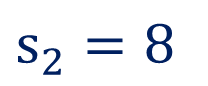 s₂ = 8